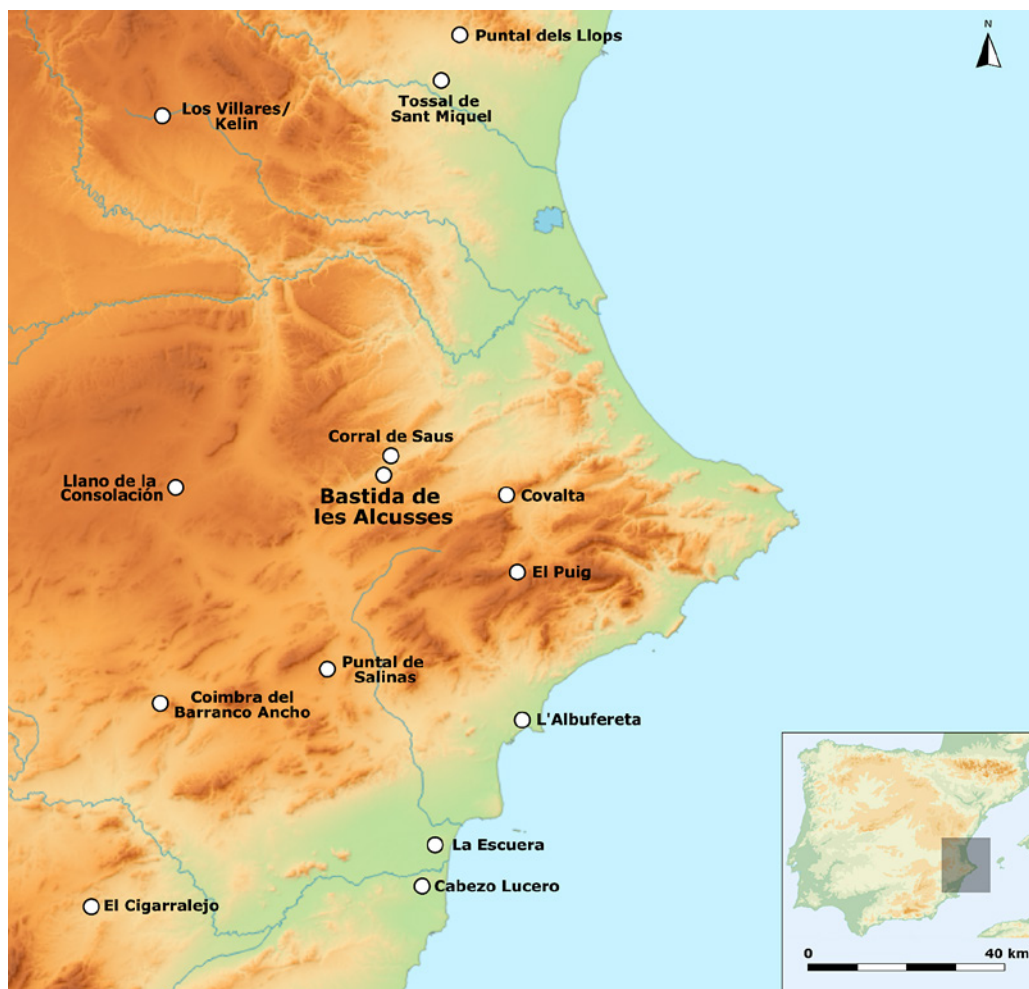 Puntal dels Llops
N
Tossal de
Sant Miquel
Los Villares/
Kelin
Corral de Saus
Llano de la
Consolación
Bastida de
les Alcusses
Covalta
El Puig
Puntal de
Salinas
Coimbra del
Barranco Ancho
L'Albufereta
La Escuera
Cabezo Lucero
El Cigarralejo
0 40 km